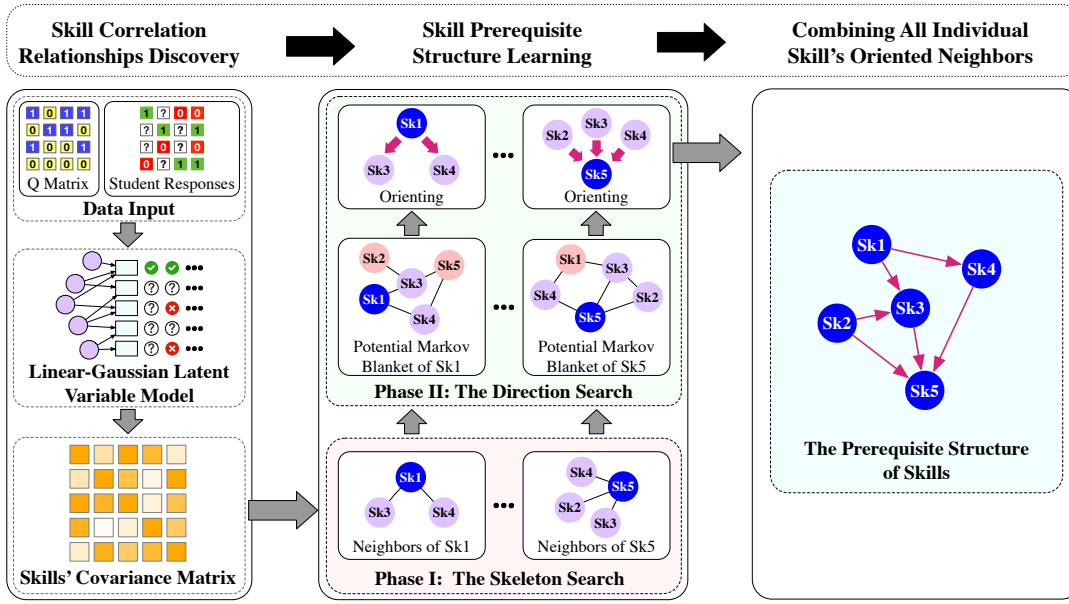 Skill Correlation
Relationships Discovery
Skill Prerequisite
Structure Learning
Combining All Individual
Skill's Oriented Neighbors
1 0 1 1
0 1 1 0
1 0 0 1
0 0 0 0
Q Matrix
1 ? 0 0
? 1 ? 1
? 0 ? 0
0 ? 1 1
Student Responses
Data Input
? ?
?
? ?
?
Linear-Gaussian Latent
Variable Model
Skills' Covariance Matrix
Sk1
Sk3 Sk4
Orienting
...
Sk3
Sk2 Sk4
Sk5
Orienting
Sk2 Sk5
Sk3
Sk1
Sk4
Potential Markov
Blanket of Sk1
...
Sk1 Sk3
Sk4 Sk2
Sk5
Potential Markov
Blanket of Sk5
Phase II: The Direction Search
Sk1
Sk3 Sk4
Neighbors of Sk1
...
Sk4
Sk5
Sk2
Sk3
Neighbors of Sk5
Phase I: The Skeleton Search
Sk1
Sk4
Sk3
Sk2
Sk5
The Prerequisite Structure
of Skills